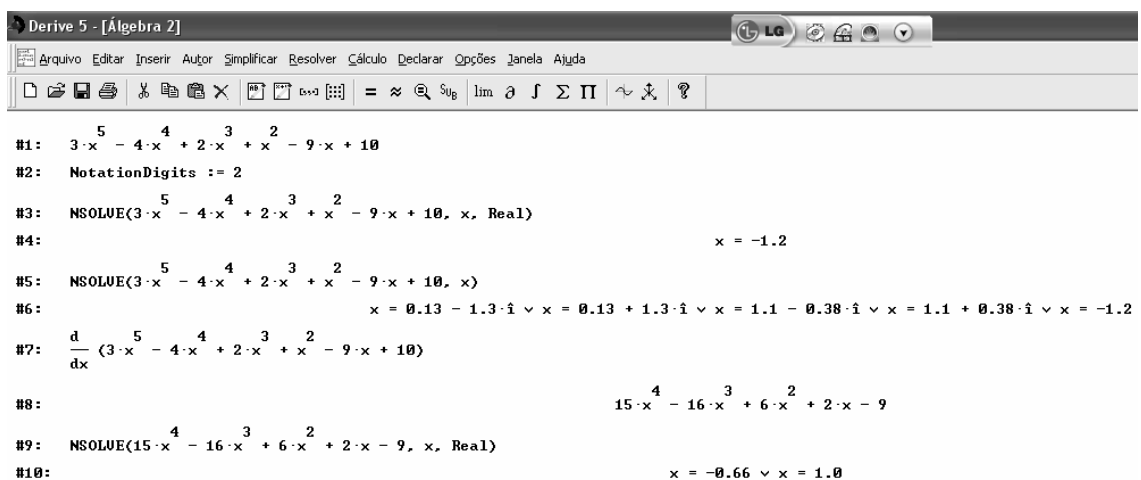 Derive 5 - [Álgebra 2]
LG
Arquivo Editar Inserir Autor Simplificar Resolver Cálculo Declarar Opções Janela Ajuda
= ≈ lim ∂ ∫ Σ Π ?
#1: 3·x^5 − 4·x^4 + 2·x^3 + x^2 − 9·x + 10
#2: NotationDigits := 2
#3: NSOLVE(3·x^5 − 4·x^4 + 2·x^3 + x^2 − 9·x + 10, x, Real)
#4: x = −1.2
#5: NSOLVE(3·x^5 − 4·x^4 + 2·x^3 + x^2 − 9·x + 10, x)
#6: x = 0.13 − 1.3·î ∨ x = 0.13 + 1.3·î ∨ x = 1.1 − 0.38·î ∨ x = 1.1 + 0.38·î ∨ x = −1.2
#7: d/dx (3·x^5 − 4·x^4 + 2·x^3 + x^2 − 9·x + 10)
#8: 15·x^4 − 16·x^3 + 6·x^2 + 2·x − 9
#9: NSOLVE(15·x^4 − 16·x^3 + 6·x^2 + 2·x − 9, x, Real)
#10: x = −0.66 ∨ x = 1.0